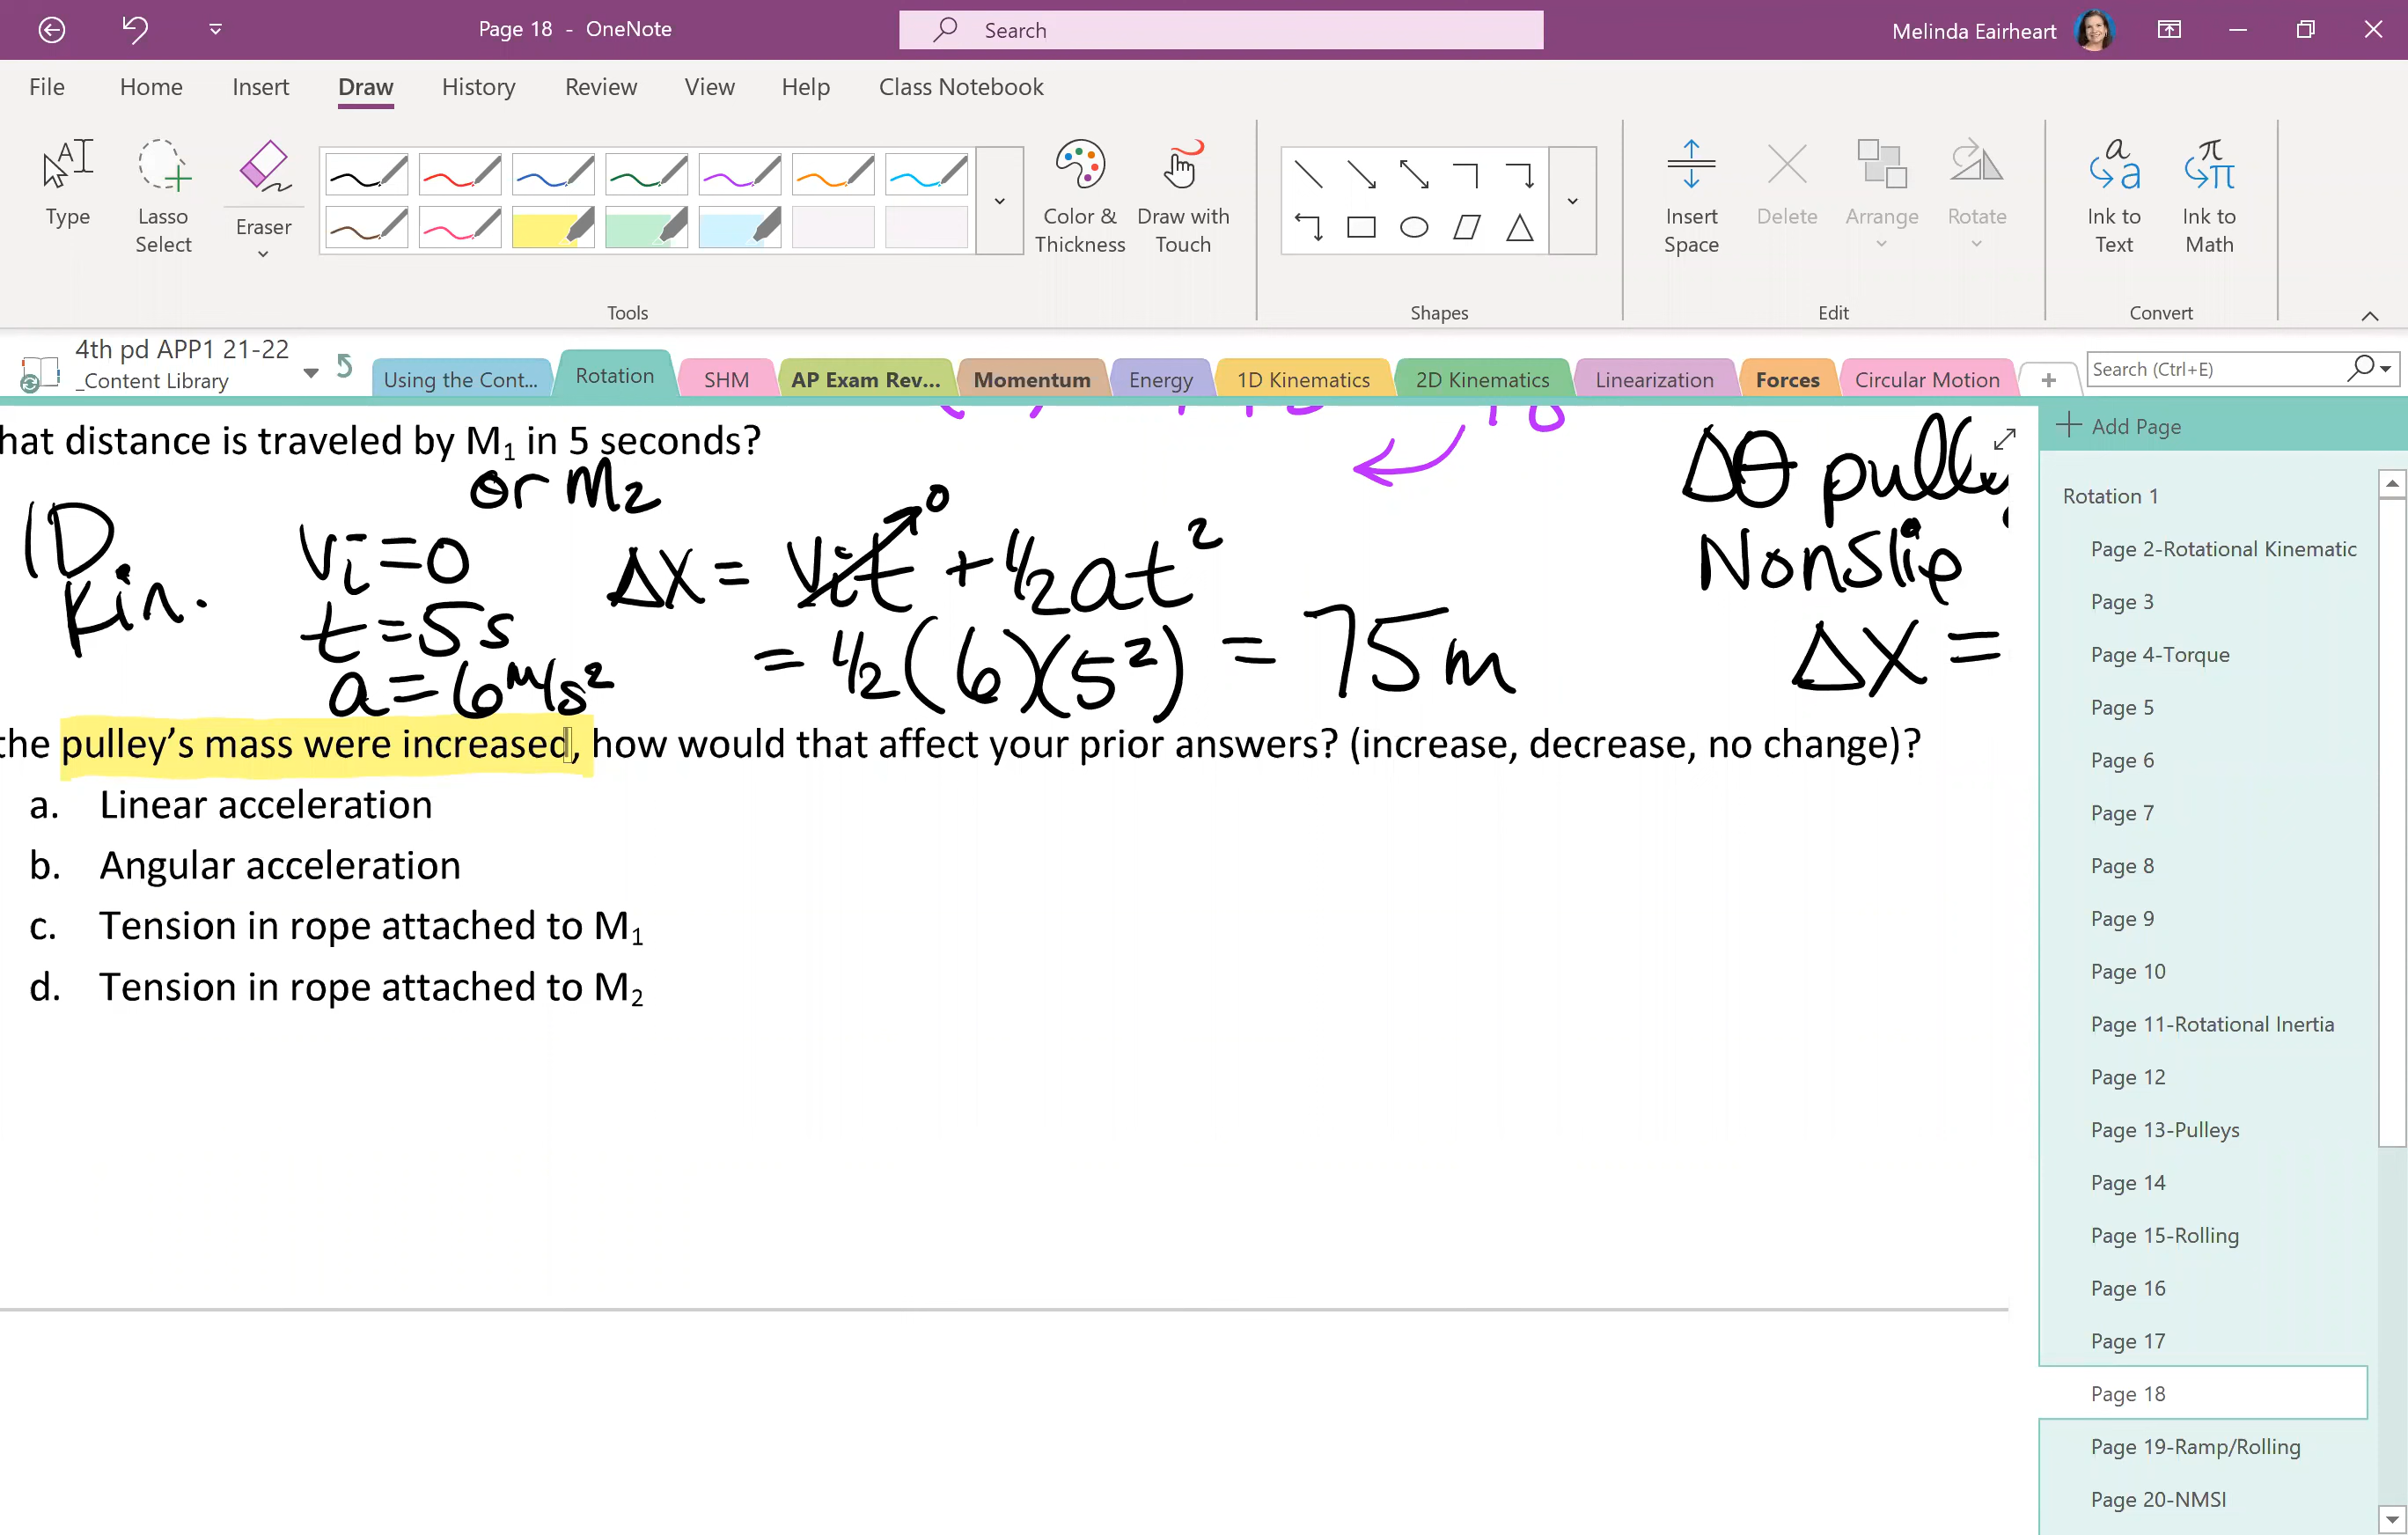 Page 18 - OneNote
Search
Melinda Eairheart
File Home Insert Draw History Review View Help Class Notebook
Type
Lasso Select
Eraser
Color & Thickness
Draw with Touch
Insert Space
Delete
Arrange
Rotate
Ink to Text
Ink to Math
Tools
Shapes
Edit
Convert
4th pd APP1 21-22
_Content Library
Using the Cont... Rotation SHM AP Exam Rev... Momentum Energy 1D Kinematics 2D Kinematics Linearization Forces Circular Motion +
Search (Ctrl+E)
hat distance is traveled by M₁ in 5 seconds?
or M₂
1D Kin.
Vi=0
t=5s
a=6 m/s²
ΔX = Vit + ½at²
0
= ½(6)(5²) = 75m
Δθ pulley
Nonslip
ΔX =
the pulley’s mass were increased, how would that affect your prior answers? (increase, decrease, no change)?
a. Linear acceleration
b. Angular acceleration
c. Tension in rope attached to M₁
d. Tension in rope attached to M₂
Add Page
Rotation 1
Page 2-Rotational Kinematic
Page 3
Page 4-Torque
Page 5
Page 6
Page 7
Page 8
Page 9
Page 10
Page 11-Rotational Inertia
Page 12
Page 13-Pulleys
Page 14
Page 15-Rolling
Page 16
Page 17
Page 18
Page 19-Ramp/Rolling
Page 20-NMSI